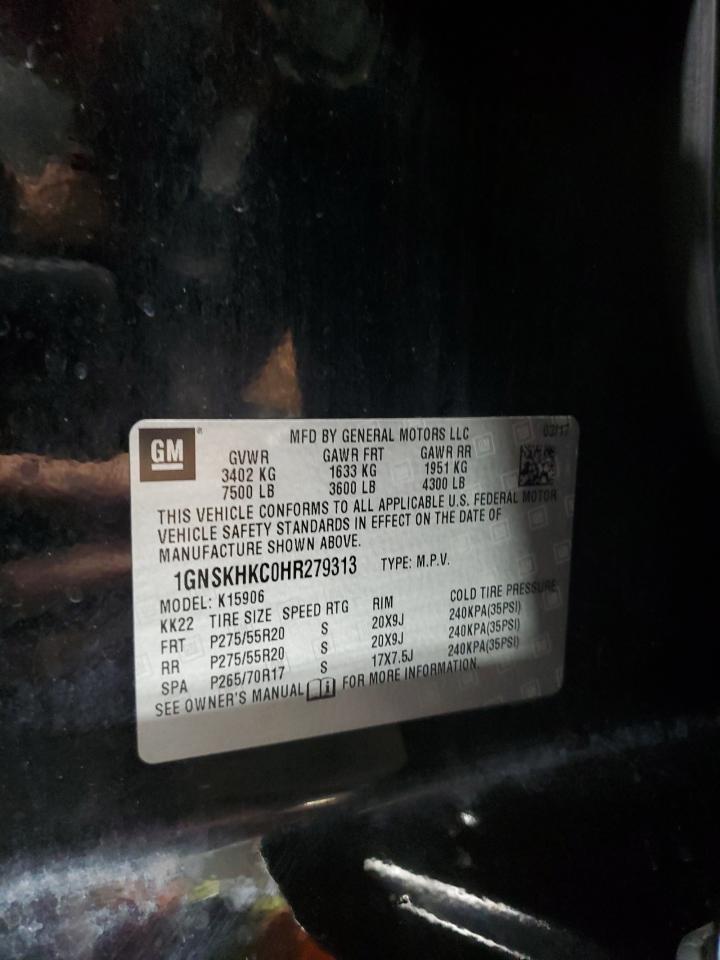 GM ® MFD BY GENERAL MOTORS LLC 03/17
GVWR GAWR FRT GAWR RR
3402 KG 1633 KG 1951 KG
7500 LB 3600 LB 4300 LB
THIS VEHICLE CONFORMS TO ALL APPLICABLE U.S. FEDERAL MOTOR
VEHICLE SAFETY STANDARDS IN EFFECT ON THE DATE OF
MANUFACTURE SHOWN ABOVE.
1GNSKHKC0HR279313 TYPE: M.P.V.
MODEL: K15906
KK22 TIRE SIZE SPEED RTG RIM COLD TIRE PRESSURE
FRT P275/55R20 S 20X9J 240KPA(35PSI)
RR P275/55R20 S 20X9J 240KPA(35PSI)
SPA P265/70R17 S 17X7.5J 240KPA(35PSI)
SEE OWNER'S MANUAL FOR MORE INFORMATION.